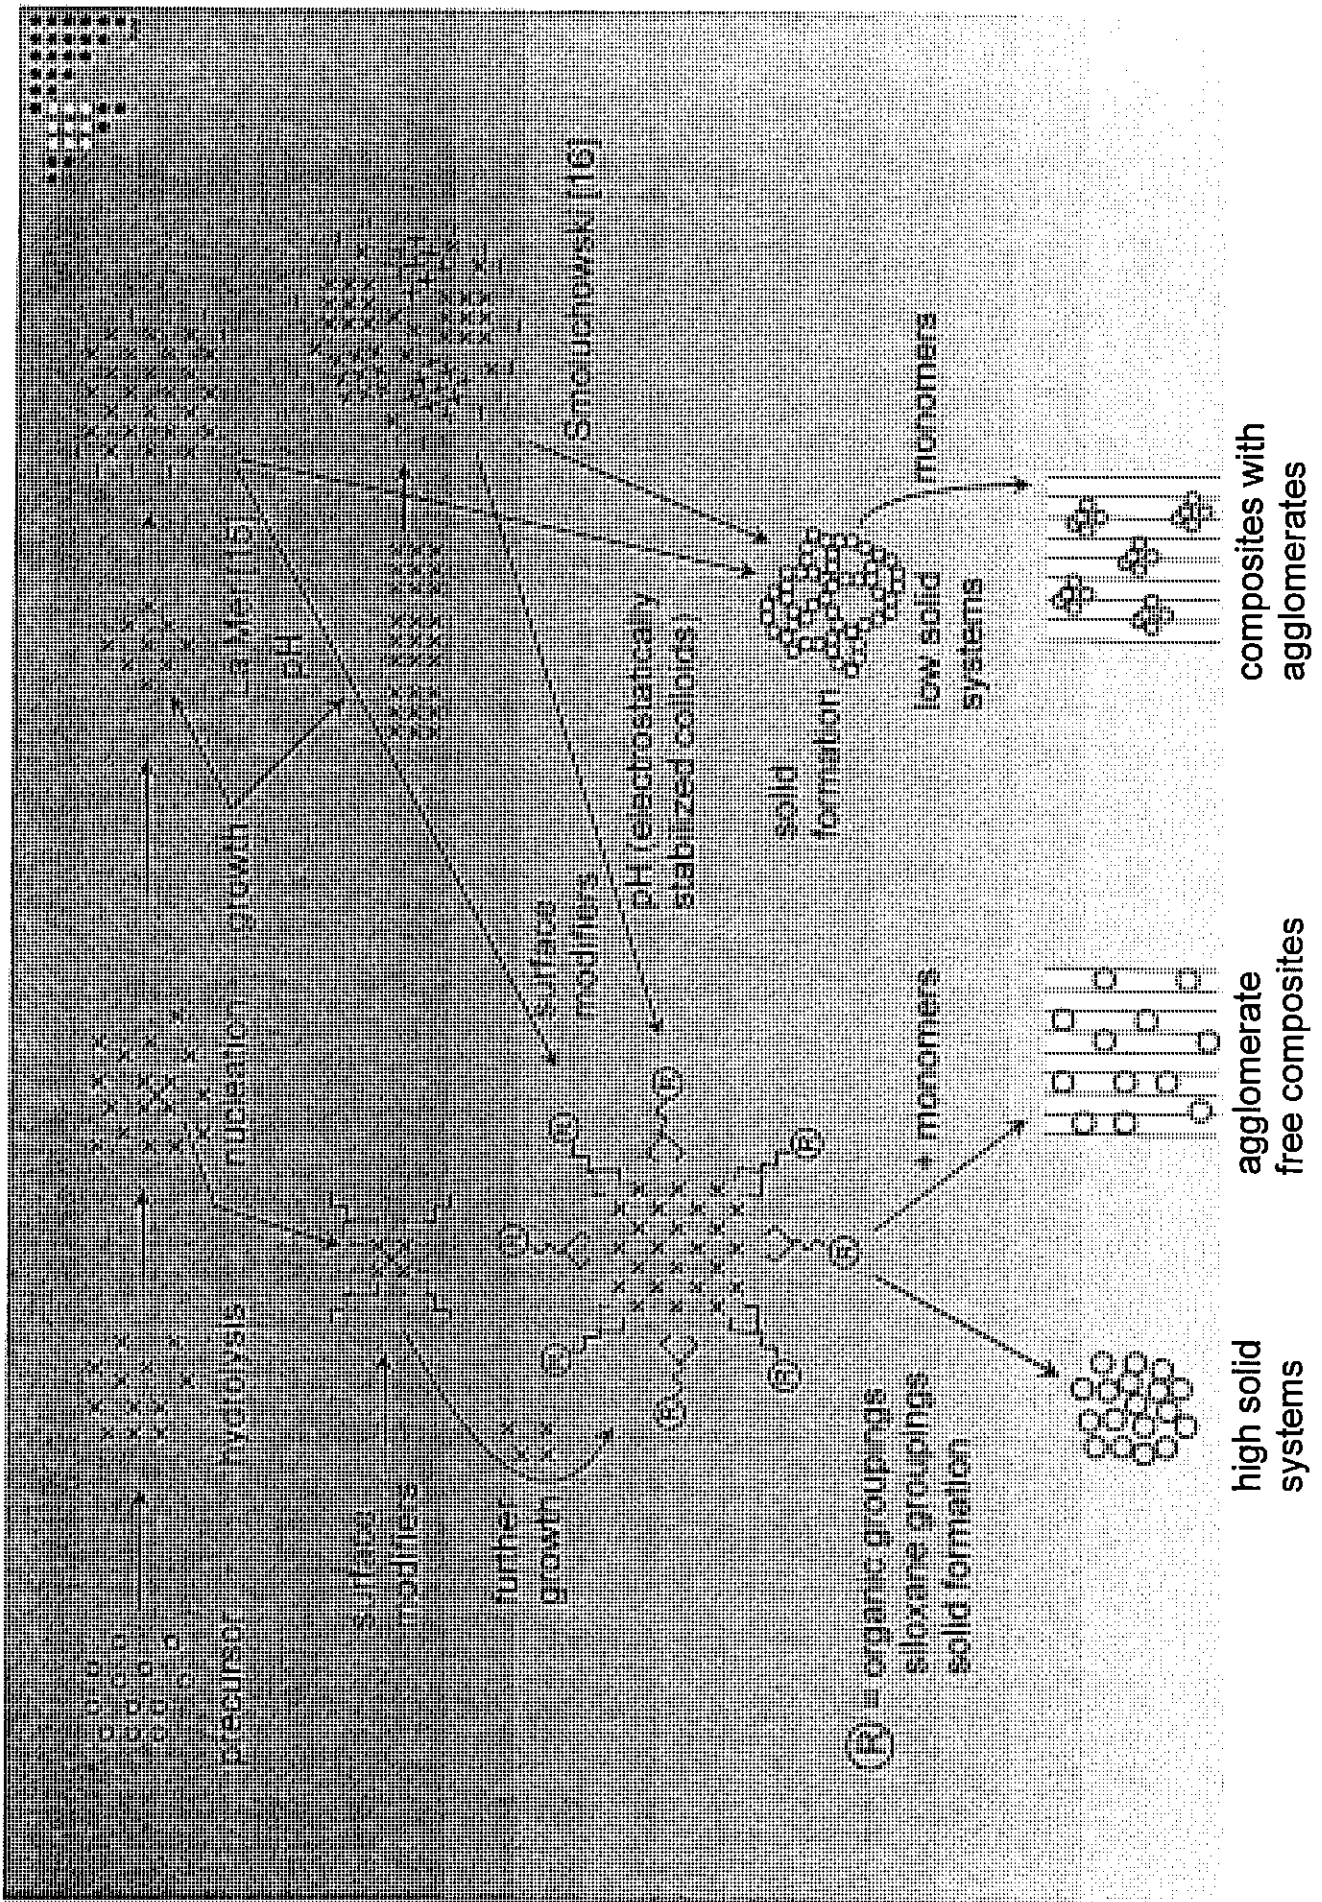 precursor
hydrolysis
nucleation
growth
La Mer [15]
pH
surface
modifies
further
growth
surface
modifiers
Smouchowski [16]
pH (electrostatically
stabilized colloids)
solid
formation
low solid
systems
monomers
+ monomers
R
R
R
R
R
R
R
R
(R) = organic groupings
siloxane groupings
solid formation
high solid
systems
agglomerate
free composites
composites with
agglomerates